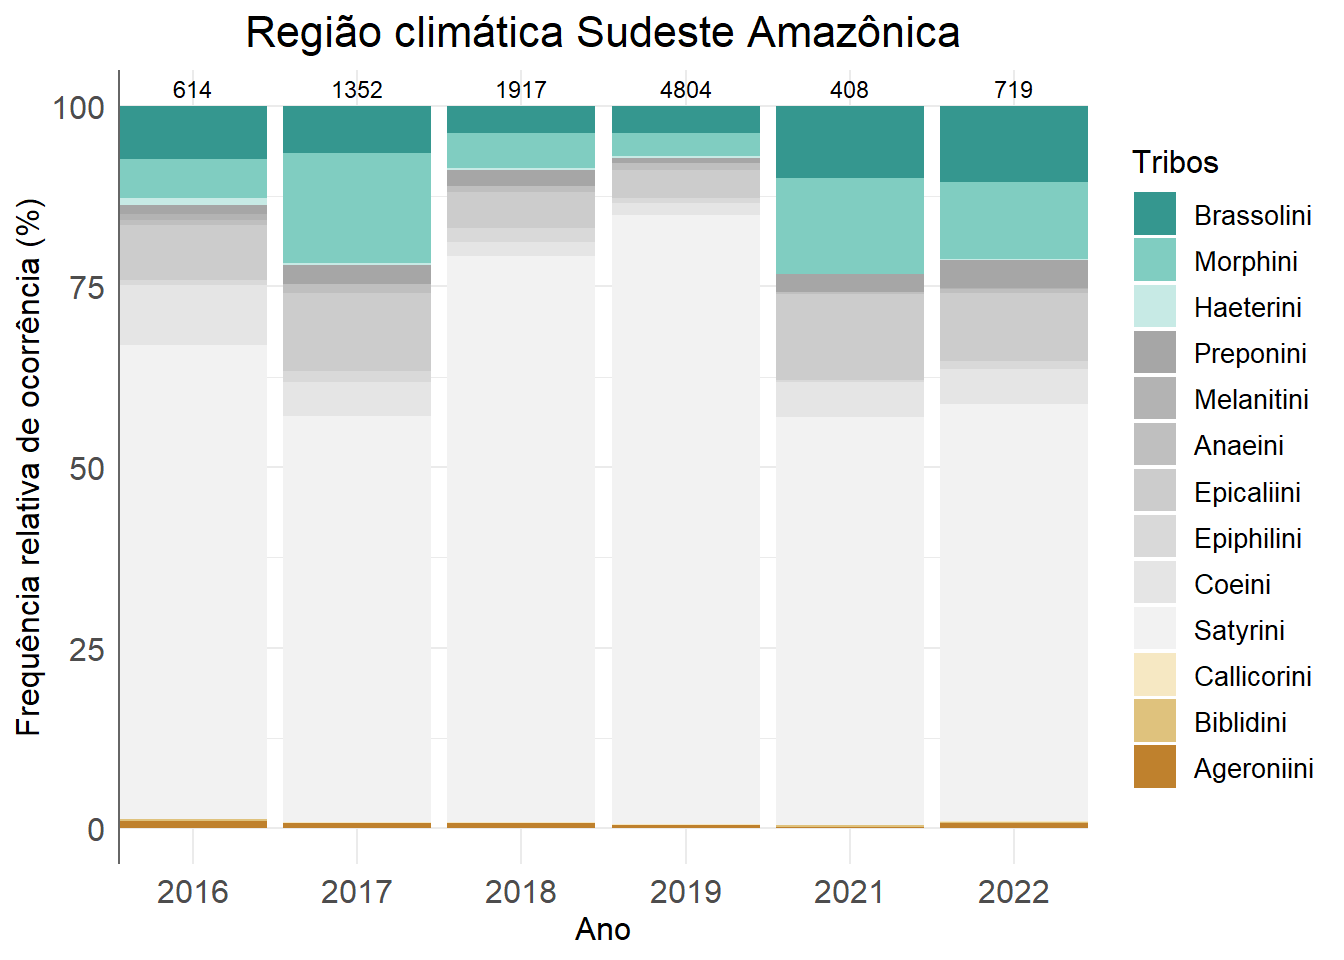 Região climática Sudeste Amazônica
614 1352 1917 4804 408 719
100
75
50
25
0
Frequência relativa de ocorrência (%)
2016 2017 2018 2019 2021 2022
Ano
Tribos
Brassolini
Morphini
Haeterini
Preponini
Melanitini
Anaeini
Epicaliini
Epiphilini
Coeini
Satyrini
Callicorini
Biblidini
Ageroniini